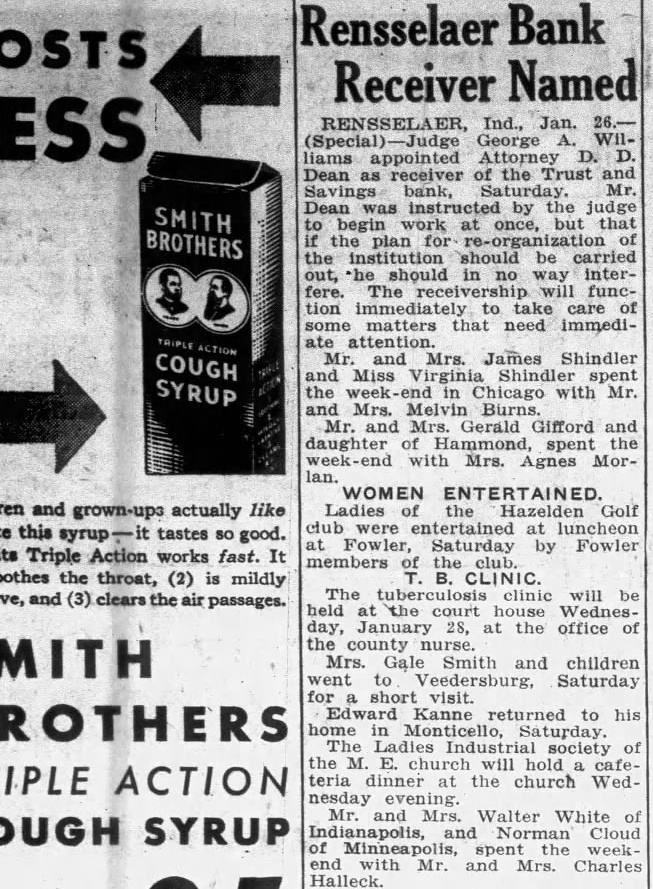 OSTS
ESS
SMITH
BROTHERS
TRIPLE ACTION
COUGH
SYRUP
TRIPLE
ACTION
ren and grown-ups actually like
e this syrup—it tastes so good.
ts Triple Action works fast. It
oothes the throat, (2) is mildly
ve, and (3) clears the air passages.
MITH
ROTHERS
IPLE ACTION
OUGH SYRUP
Rensselaer Bank
Receiver Named
RENSSELAER, Ind., Jan. 26.—
(Special)—Judge George A. Wil-
liams appointed Attorney D. D.
Dean as receiver of the Trust and
Savings bank, Saturday. Mr.
Dean was instructed by the judge
to begin work at once, but that
if the plan for re-organization of
the institution should be carried
out, he should in no way inter-
fere. The receivership will func-
tion immediately to take care of
some matters that need immedi-
ate attention.
Mr. and Mrs. James Shindler
and Miss Virginia Shindler spent
the week-end in Chicago with Mr.
and Mrs. Melvin Burns.
Mr. and Mrs. Gerald Gifford and
daughter of Hammond, spent the
week-end with Mrs. Agnes Mor-
lan.
WOMEN ENTERTAINED.
Ladies of the Hazelden Golf
club were entertained at luncheon
at Fowler, Saturday by Fowler
members of the club.
T. B. CLINIC.
The tuberculosis clinic will be
held at the court house Wednes-
day, January 28, at the office of
the county nurse.
Mrs. Gale Smith and children
went to Veedersburg, Saturday
for a short visit.
Edward Kanne returned to his
home in Monticello, Saturday.
The Ladies Industrial society of
the M. E. church will hold a cafe-
teria dinner at the church Wed-
nesday evening.
Mr. and Mrs. Walter White of
Indianapolis, and Norman Cloud
of Minneapolis, spent the week-
end with Mr. and Mrs. Charles
Halleck.